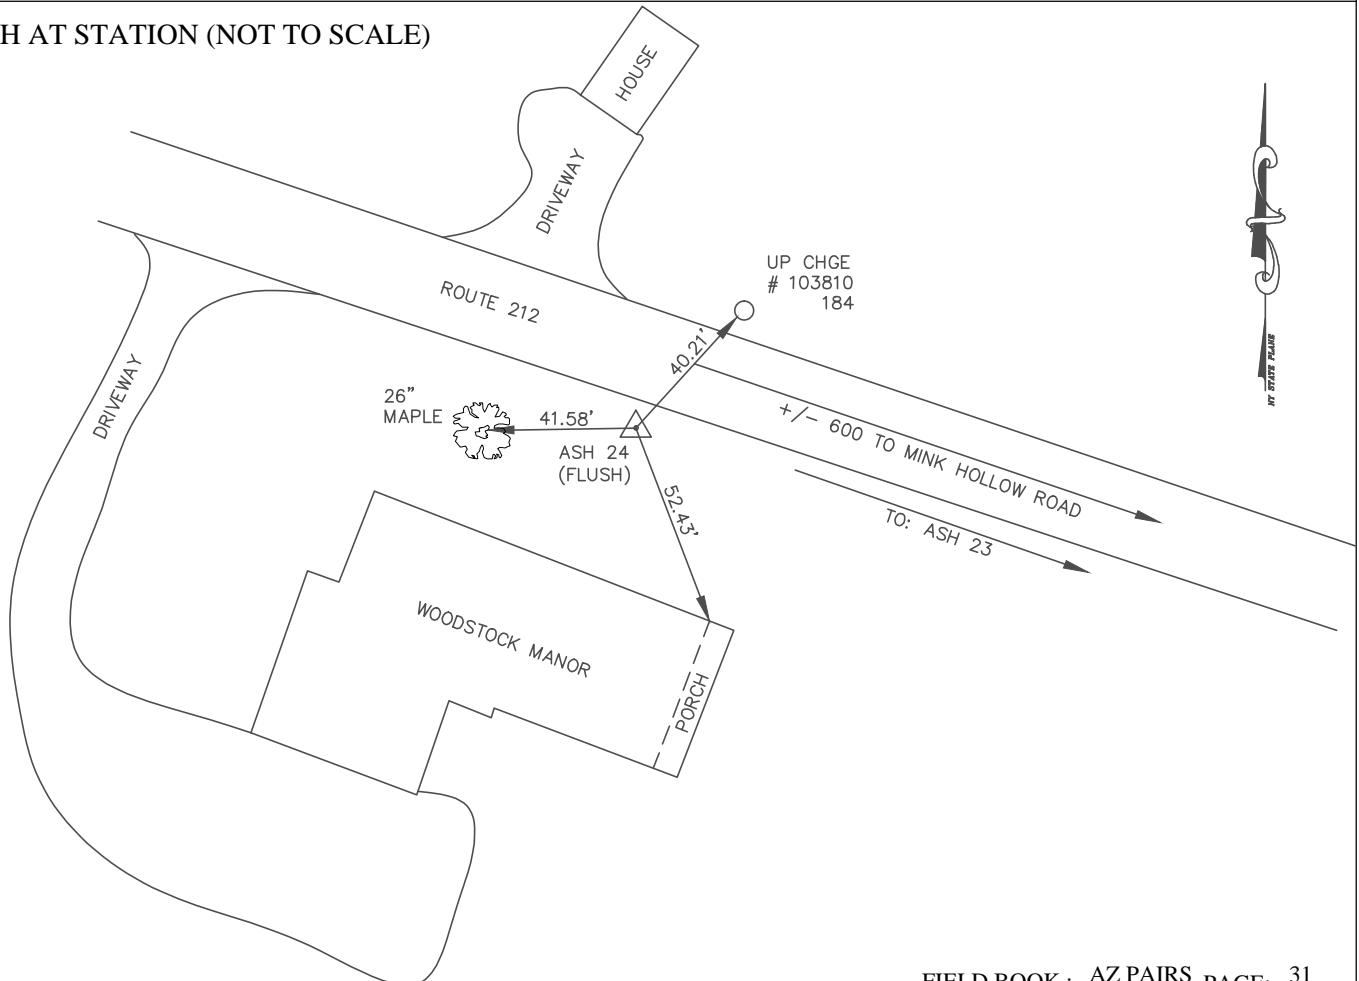 H AT STATION (NOT TO SCALE)
HOUSE
DRIVEWAY
UP CHGE
# 103810
184
ROUTE 212
40.21'
DRIVEWAY
26”
MAPLE
41.58'
ASH 24
(FLUSH)
+/- 600 TO MINK HOLLOW ROAD
TO: ASH 23
52.43'
WOODSTOCK MANOR
PORCH
NY STATE PLANE
FIELD BOOK : AZ PAIRS PAGE: 31